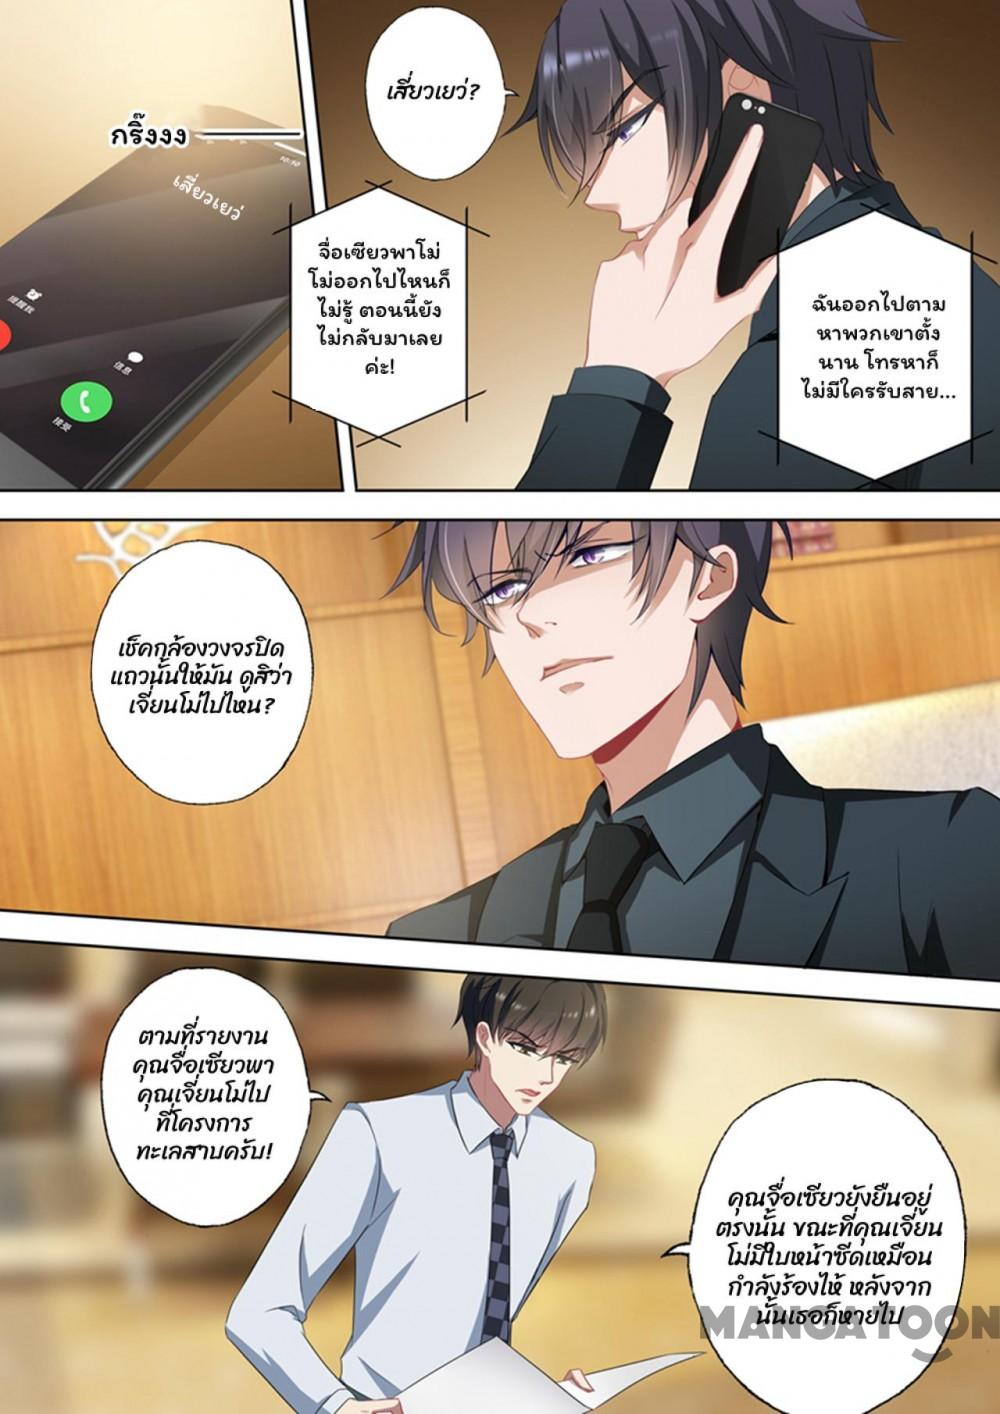 กริ๊งงง
10:10
เสี่ยวเยว่
提醒我
信息
接受
เสี่ยวเยว่?
จื่อเซียวพาโม่
โม่ออกไปไหนก็
ไม่รู้ ตอนนี้ยัง
ไม่กลับมาเลย
ค่ะ!
ฉันออกไปตาม
หาพวกเขาตั้ง
นาน โทรหาก็
ไม่มีใครรับสาย...
เช็คกล้องวงจรปิด
แถวนั้นให้มัน ดูสิว่า
เจี่ยนโม่ไปไหน?
ตามที่รายงาน
คุณจื่อเซียวพา
คุณเจี่ยนโม่ไป
ที่โครงการ
ทะเลสาบครับ!
คุณจื่อเซียวยังยืนอยู่
ตรงนั้น ขณะที่คุณเจี่ยน
โม่มีใบหน้าซีดเหมือน
กำลังร้องไห้ หลังจาก
นั้นเธอก็หายไป
MANGATOON